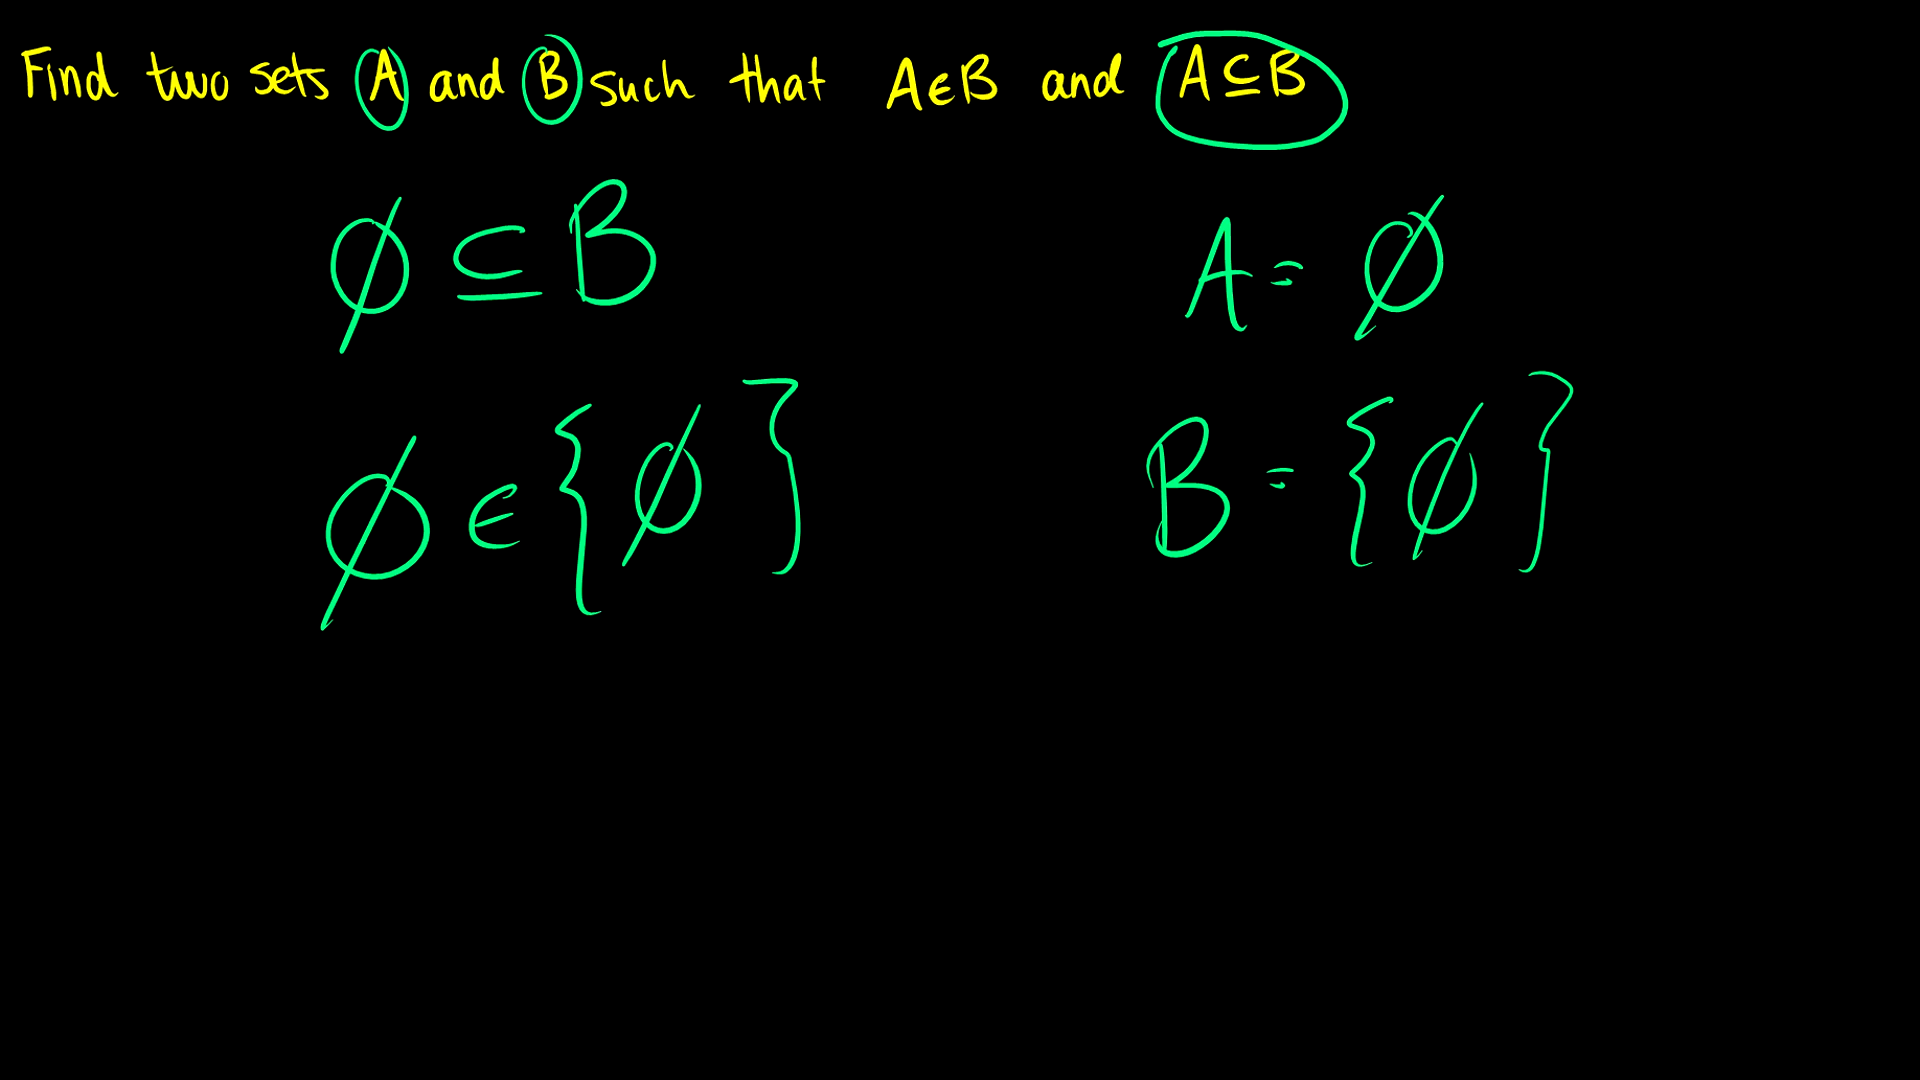 Find two sets A and B such that A∈B and A⊆B
∅ ⊆ B
A = ∅
∅ ∈ {∅}
B = {∅}